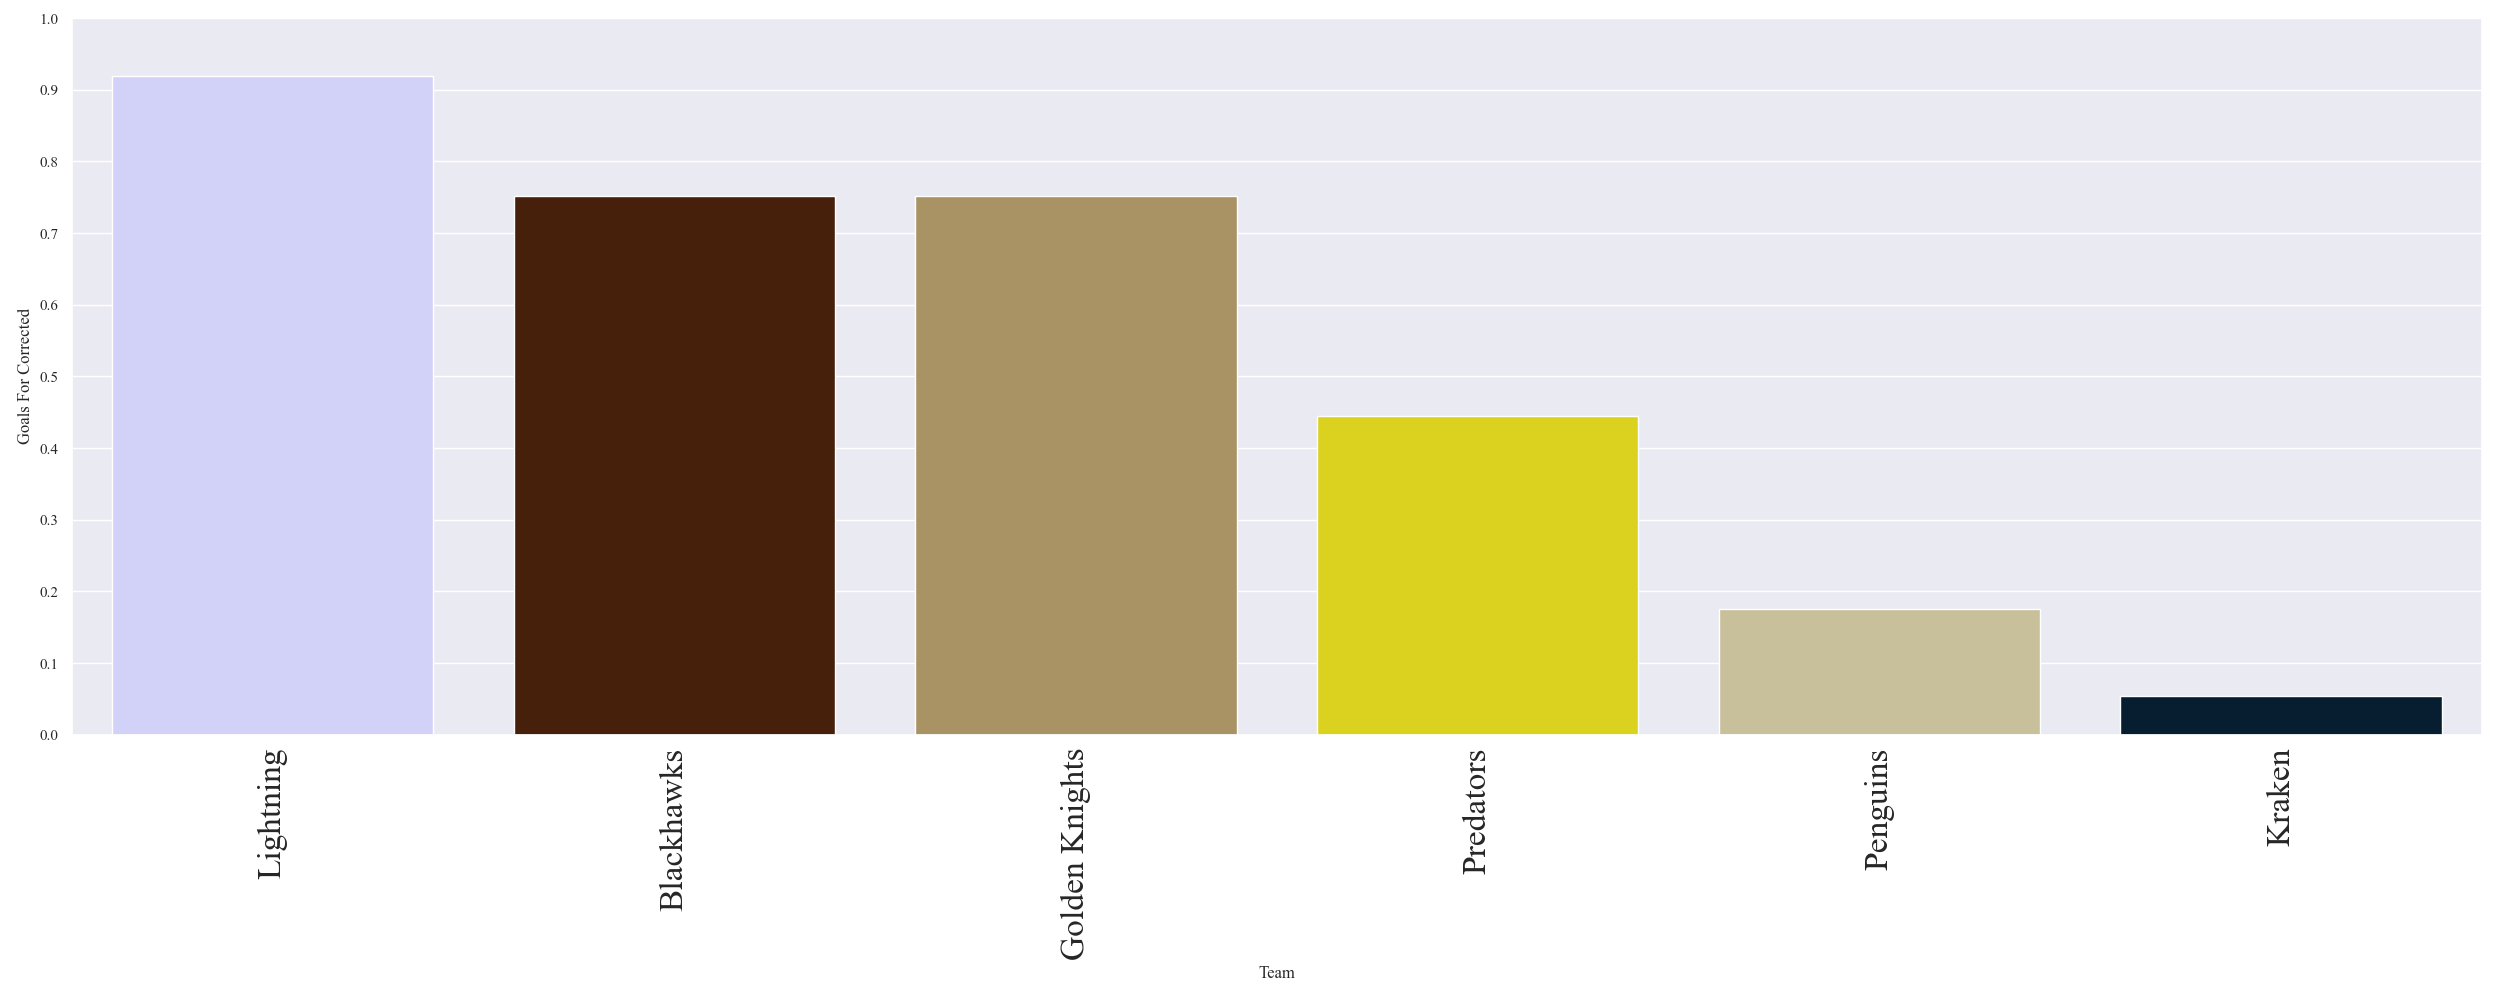 1.0
0.9
0.8
0.7
0.6
0.5
0.4
0.3
0.2
0.1
0.0
Goals For Corrected
Lightning
Blackhawks
Golden Knights
Predators
Penguins
Kraken
Team